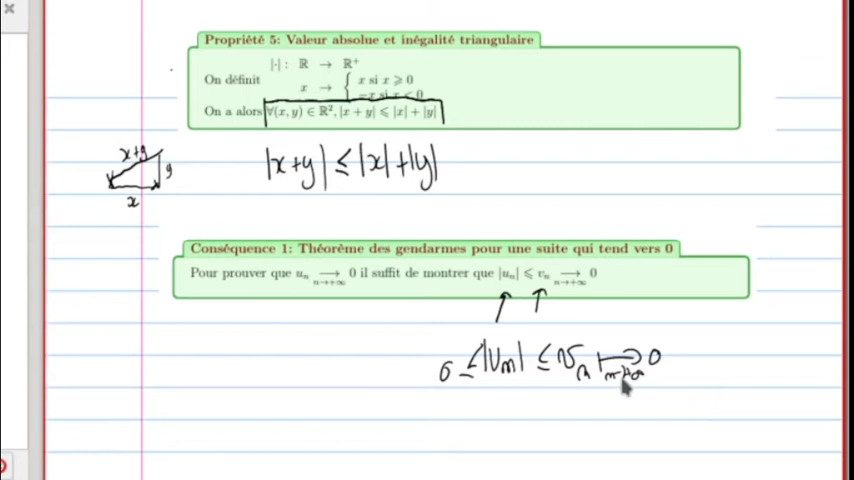 Propriété 5: Valeur absolue et inégalité triangulaire
|·| : ℝ → ℝ⁺
On définit
x → { x si x ⩾ 0
−x si x < 0
On a alors ∀(x, y) ∈ ℝ², |x + y| ⩽ |x| + |y|
x+y
y
x
|x+y| ≤ |x|+|y|
Conséquence 1: Théorème des gendarmes pour une suite qui tend vers 0
Pour prouver que uₙ ⟶ 0 il suffit de montrer que |uₙ| ⩽ vₙ ⟶ 0
n→+∞ n→+∞
0 ≤ |Uₙ| ≤ vₙ ⟶ 0
n→+∞